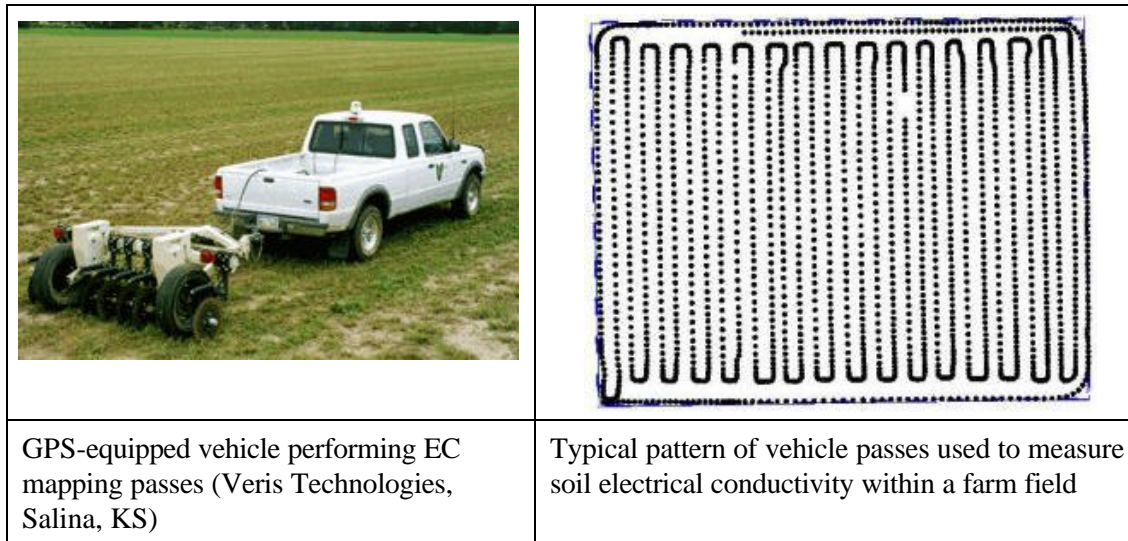 GPS-equipped vehicle performing EC
mapping passes (Veris Technologies,
Salina, KS)
Typical pattern of vehicle passes used to measure
soil electrical conductivity within a farm field